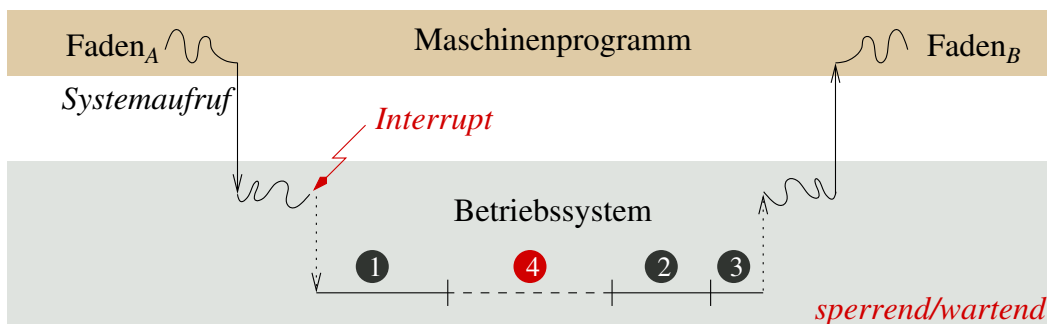 Faden_A Maschinenprogramm Faden_B
Systemaufruf
Interrupt
Betriebssystem
1 4 2 3
sperrend/wartend